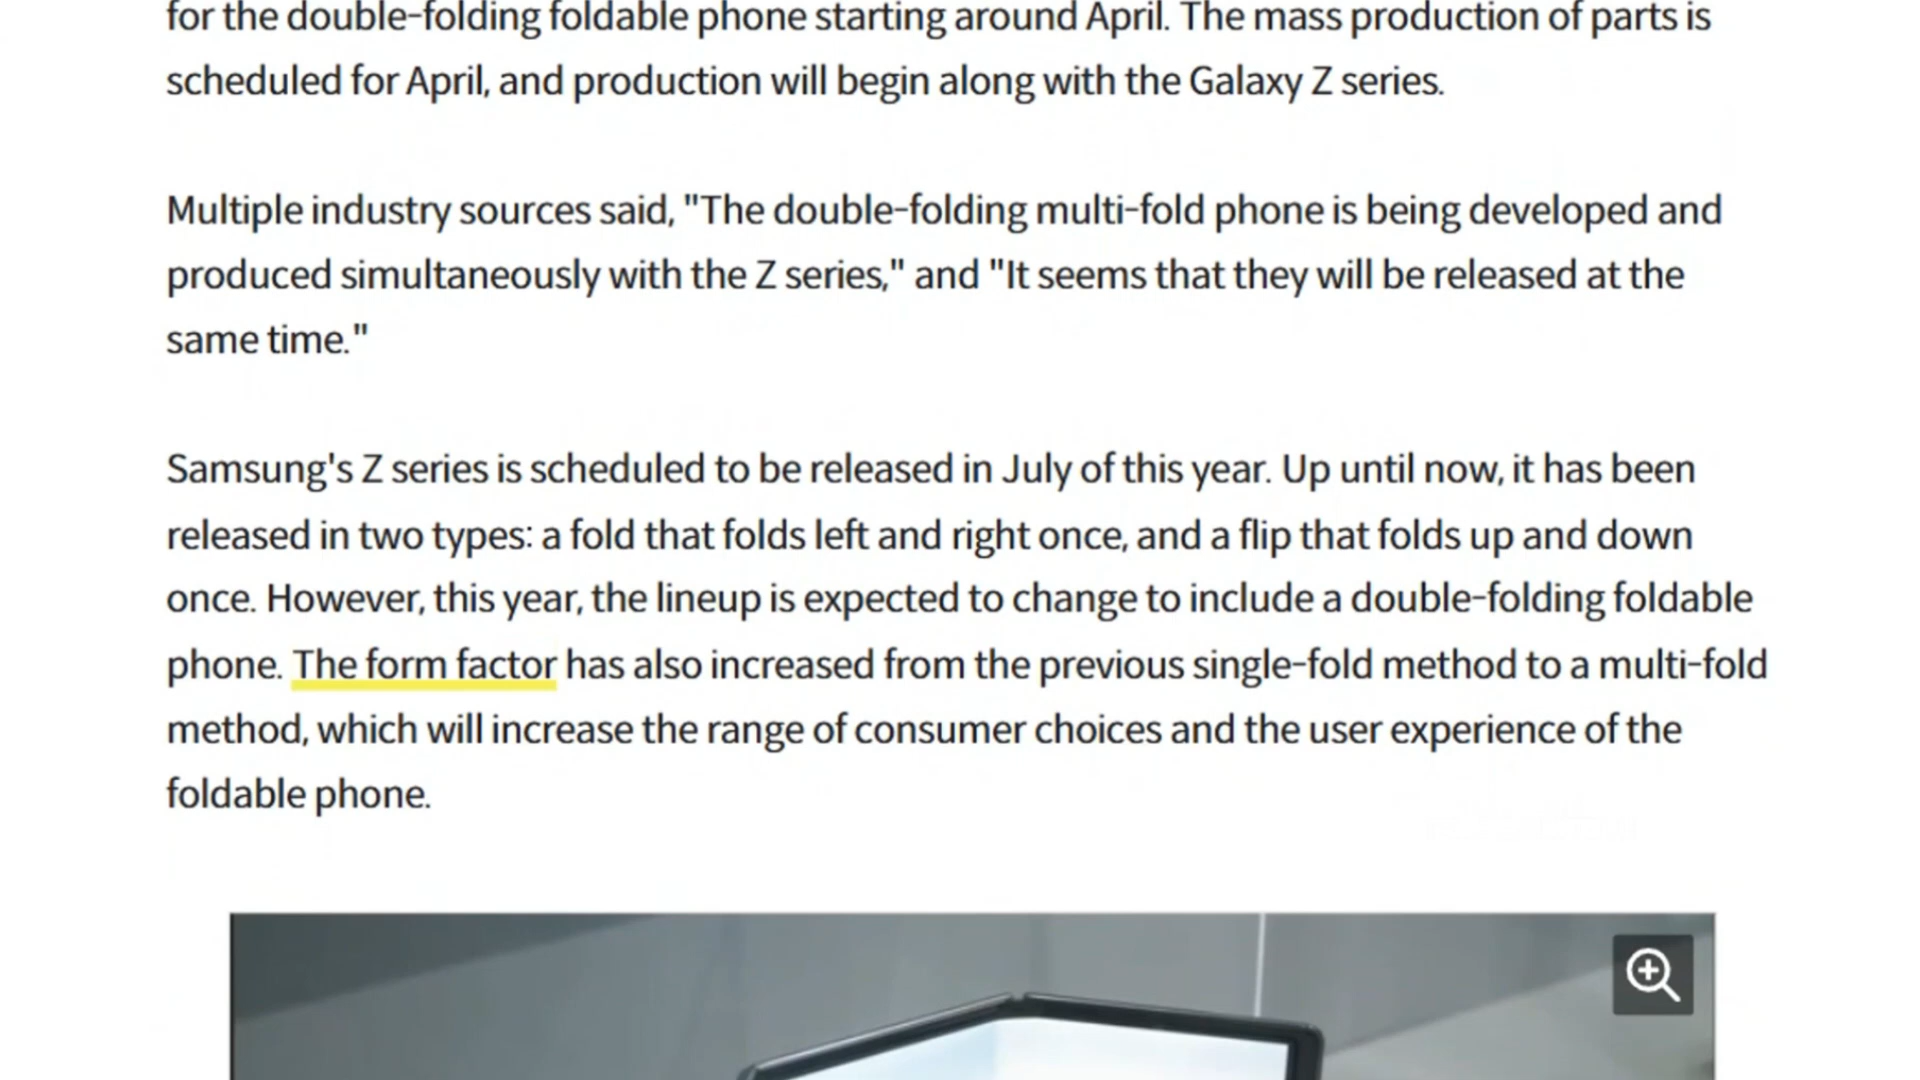 for the double-folding foldable phone starting around April. The mass production of parts is
scheduled for April, and production will begin along with the Galaxy Z series.
Multiple industry sources said, "The double-folding multi-fold phone is being developed and
produced simultaneously with the Z series," and "It seems that they will be released at the
same time."
Samsung's Z series is scheduled to be released in July of this year. Up until now, it has been
released in two types: a fold that folds left and right once, and a flip that folds up and down
once. However, this year, the lineup is expected to change to include a double-folding foldable
phone. The form factor has also increased from the previous single-fold method to a multi-fold
method, which will increase the range of consumer choices and the user experience of the
foldable phone.